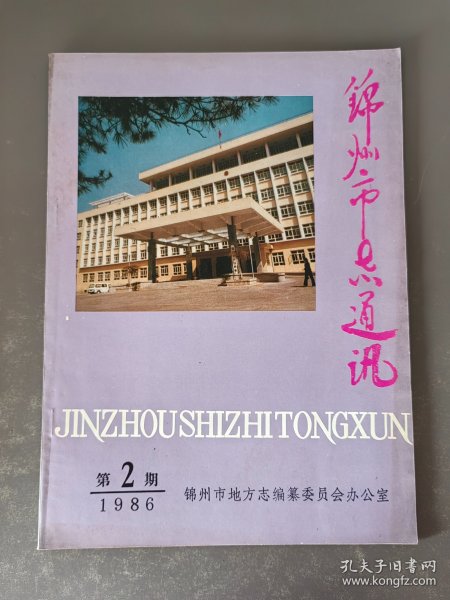 锦州市志通讯
JINZHOUSHIZHITONGXUN
第2期
1986
锦州市地方志编纂委员会办公室
孔夫子旧书网
www.kongfz.com